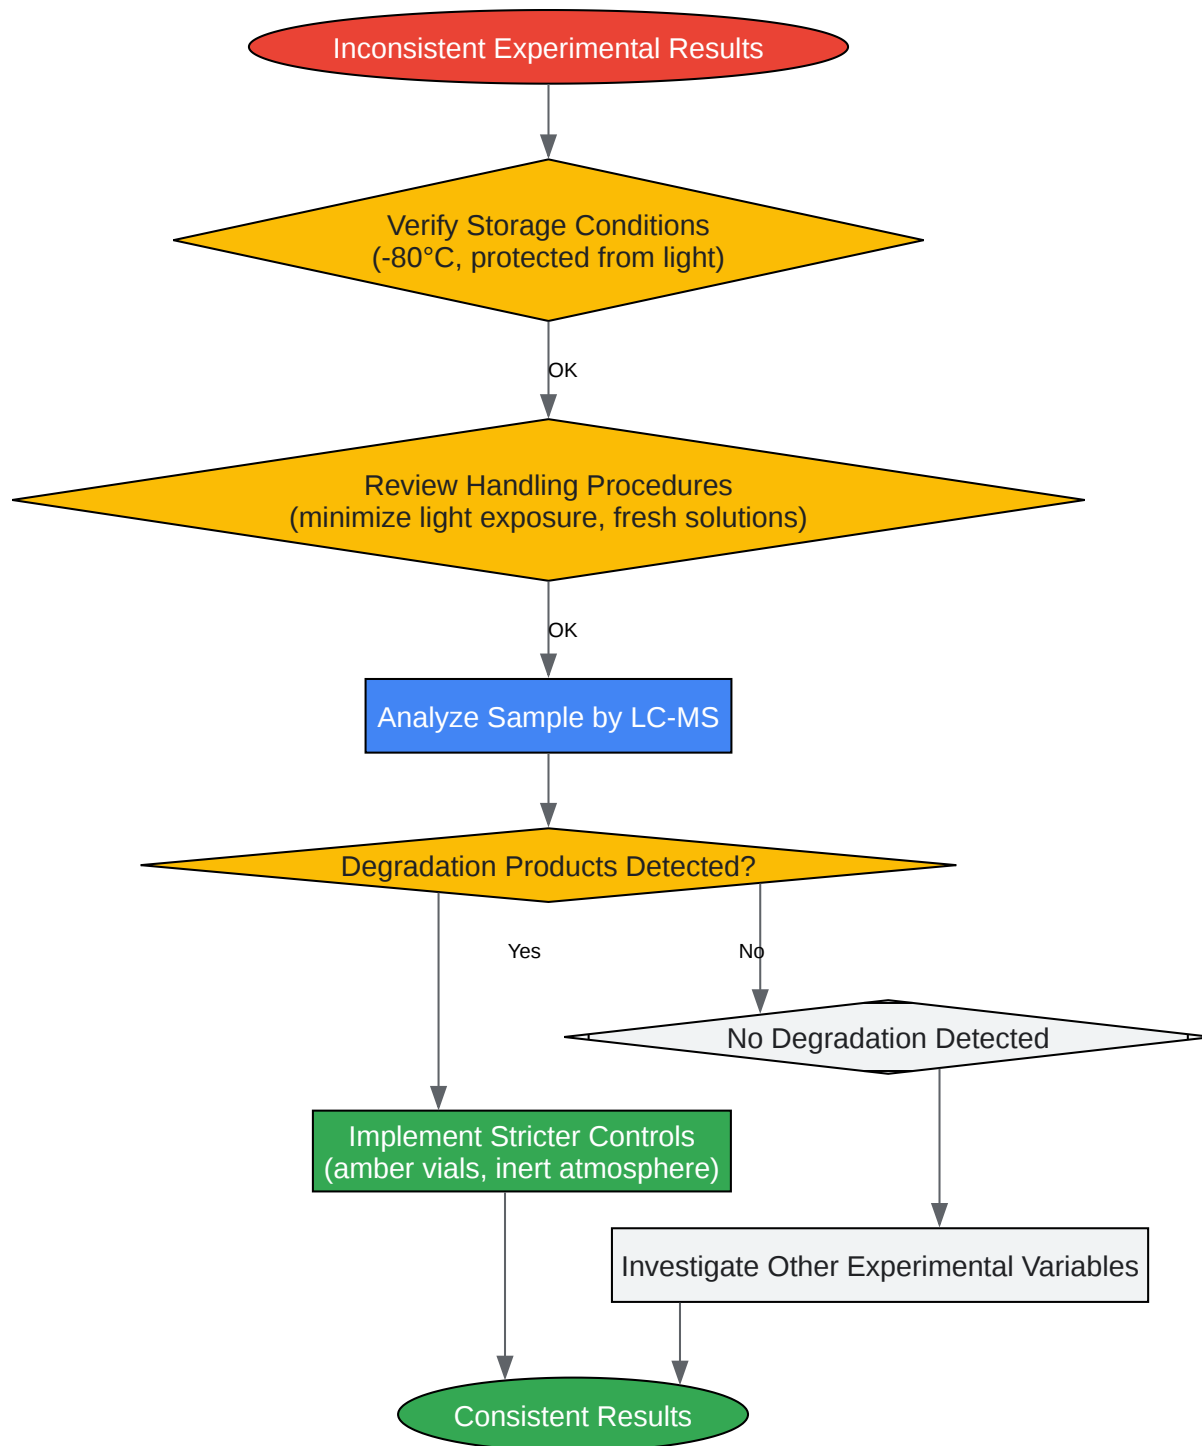 Inconsistent Experimental Results
Verify Storage Conditions
(-80°C, protected from light)
OK
Review Handling Procedures
(minimize light exposure, fresh solutions)
OK
Analyze Sample by LC-MS
Degradation Products Detected?
Yes
No
No Degradation Detected
Implement Stricter Controls
(amber vials, inert atmosphere)
Investigate Other Experimental Variables
Consistent Results